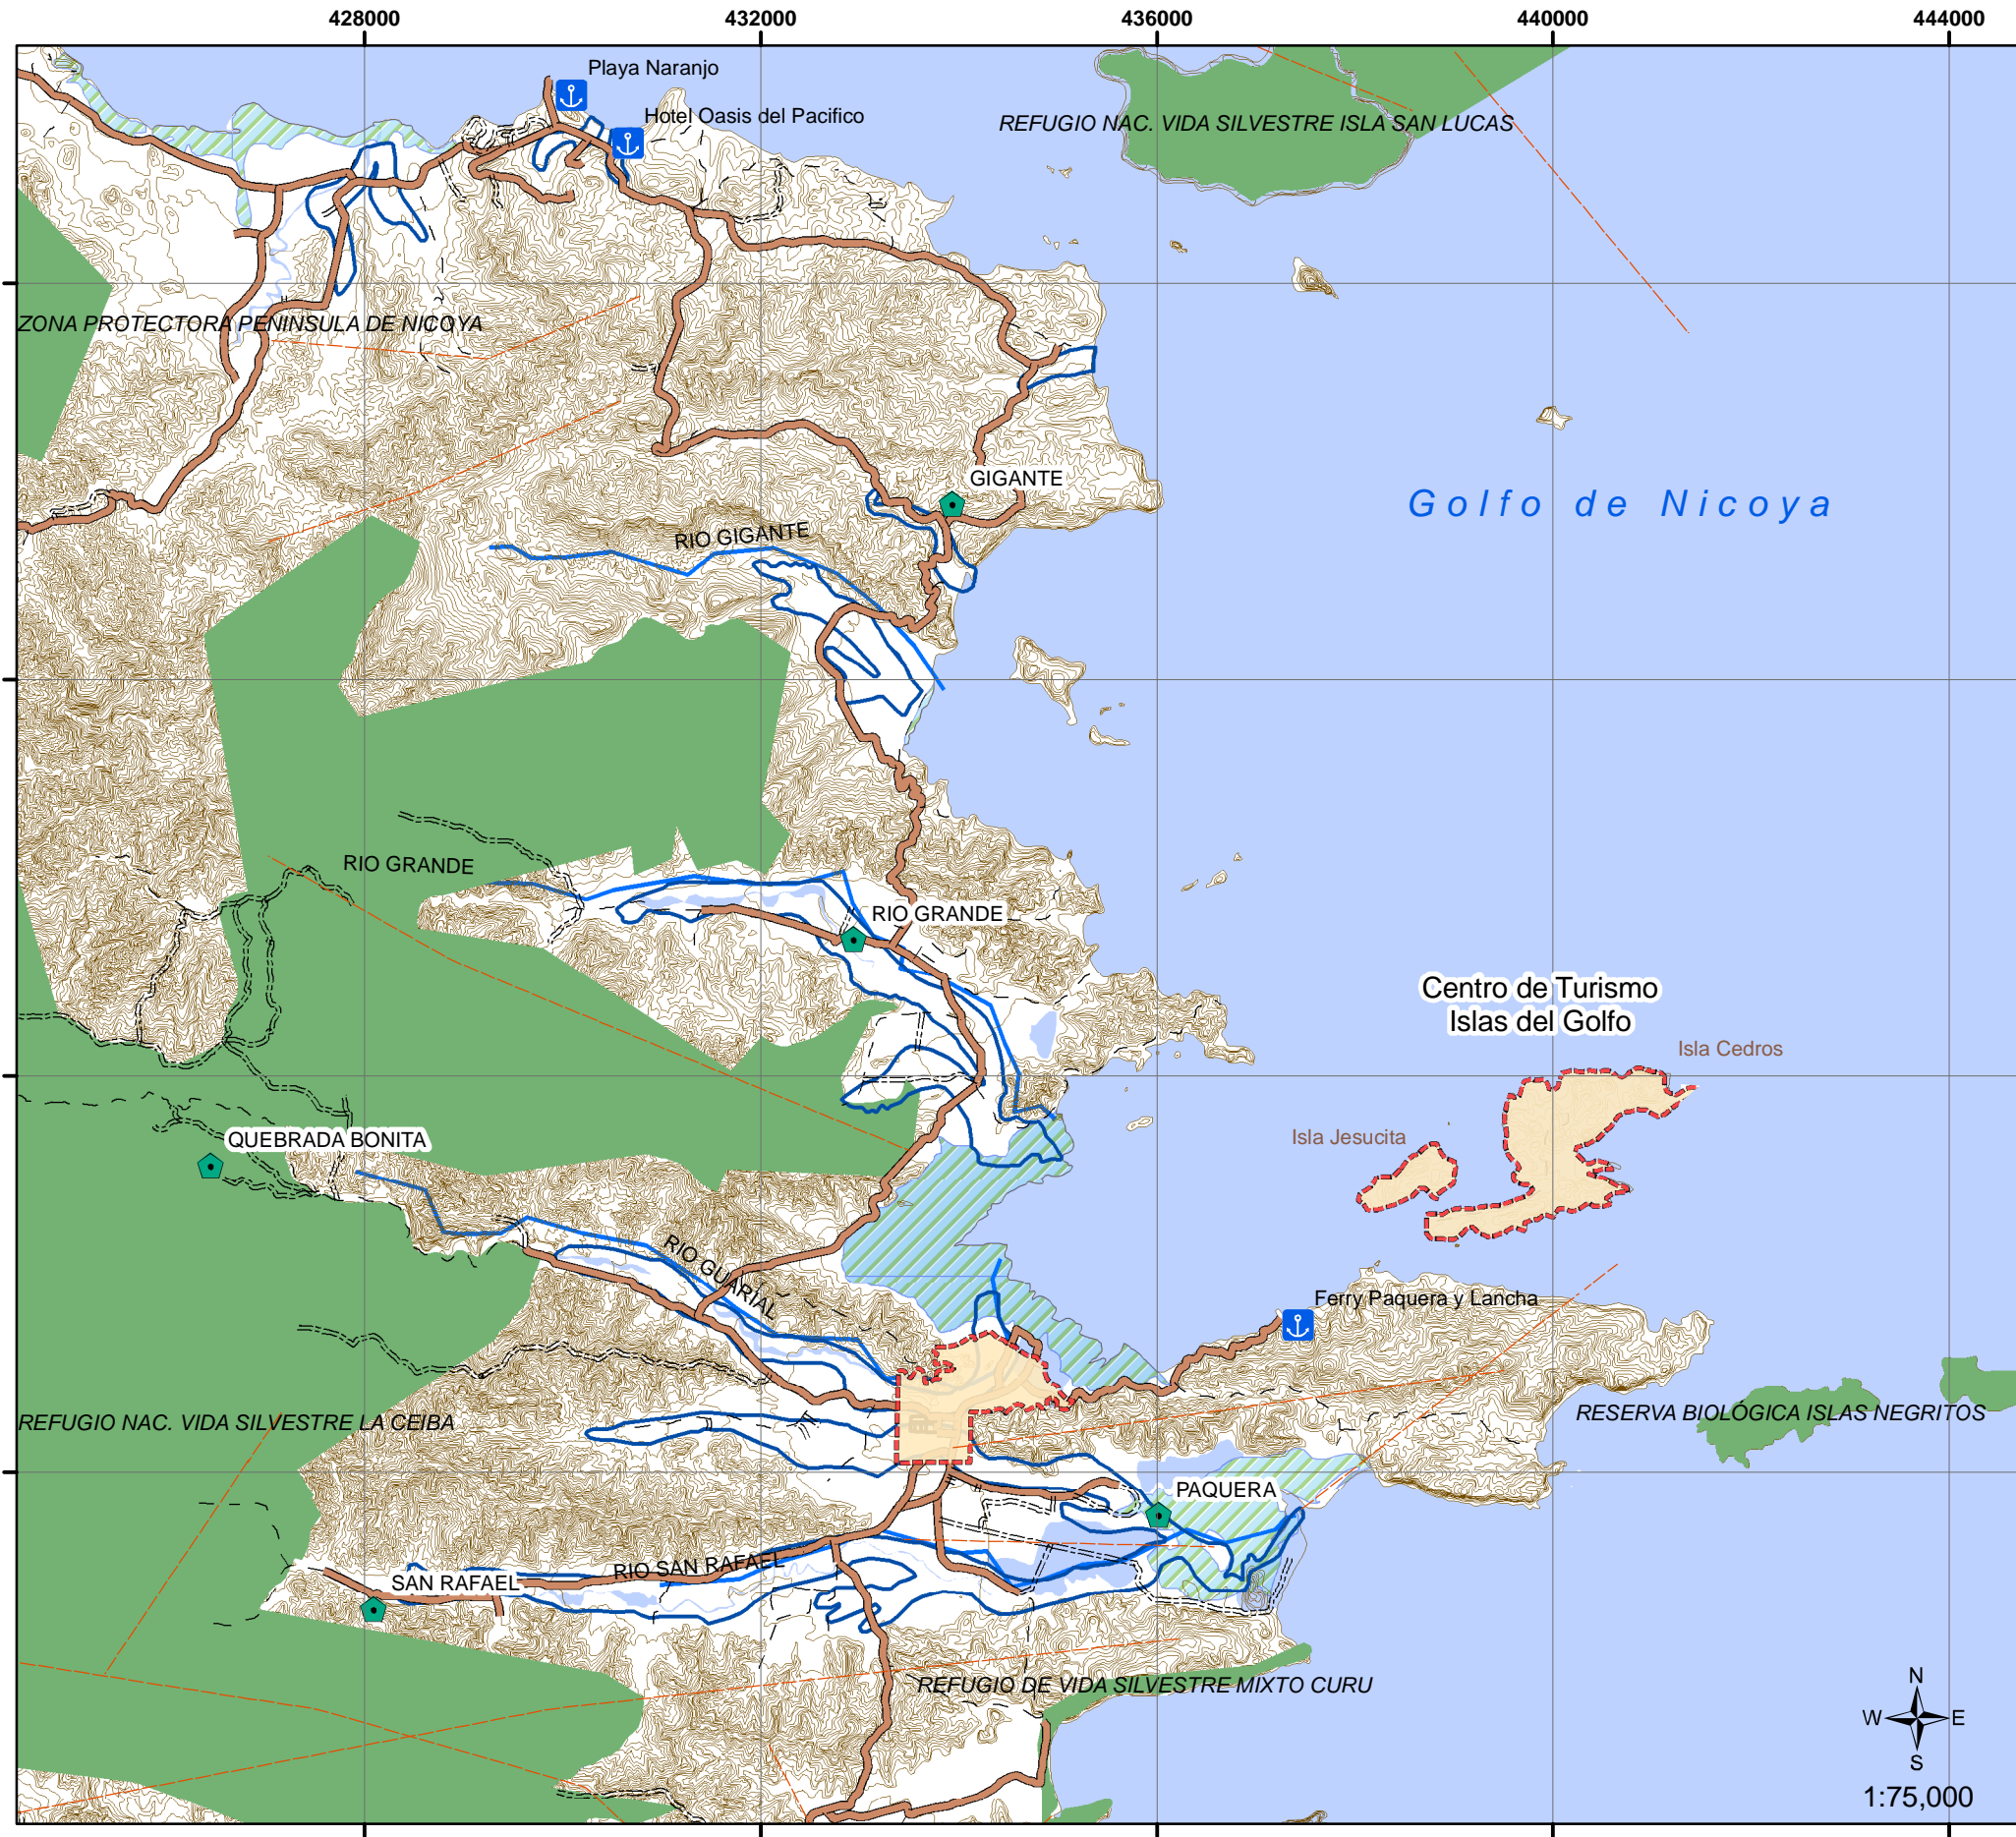 428000
432000
436000
440000
444000
Playa Naranjo
Hotel Oasis del Pacifico
REFUGIO NAC. VIDA SILVESTRE ISLA SAN LUCAS
ZONA PROTECTORA PENINSULA DE NICOYA
GIGANTE
Golfo de Nicoya
RIO GIGANTE
RIO GRANDE
RIO GRANDE
Centro de Turismo
Islas del Golfo
Isla Cedros
Isla Jesucita
QUEBRADA BONITA
RIO GUARIAL
Ferry Paquera y Lancha
REFUGIO NAC. VIDA SILVESTRE LA CEIBA
RESERVA BIOLÓGICA ISLAS NEGRITOS
PAQUERA
RIO SAN RAFAEL
SAN RAFAEL
REFUGIO DE VIDA SILVESTRE MIXTO CURU
N
W E
S
1:75,000